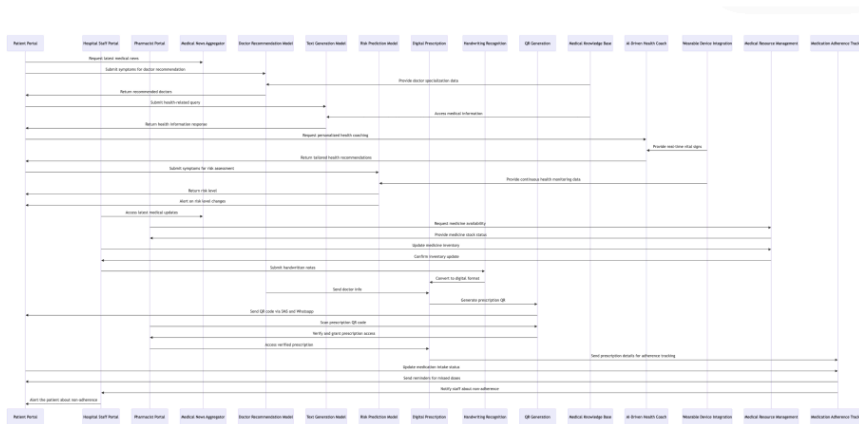 Patient Portal
Hospital Staff Portal
Pharmacist Portal
Medical News Aggregator
Doctor Recommendation Model
Text Generation Model
Risk Prediction Model
Digital Prescription
Handwriting Recognition
QR Generation
Medical Knowledge Base
AI Driven Health Coach
Wearable Device Integration
Medical Resource Management
Medication Adherence Trac
Request latest medical news
Submit symptoms for doctor recommendation
Provide doctor specialization data
Return recommended doctors
Submit health related query
Access medical information
Return health information response
Request personalized health coaching
Provide real-time vital signs
Return tailored health recommendations
Submit symptoms for risk assessment
Provide continuous health monitoring data
Return risk level
Alert on risk level changes
Access latest medical updates
Request medicine availability
Provide medicine stock status
Update medicine inventory
Confirm inventory update
Submit handwritten notes
Convert to digital format
Send doctor info
Generate prescription QR
Send QR code via SMS and Whatsapp
Scan prescription QR code
Verify and grant prescription access
Access verified prescription
Send prescription details for adherence tracking
Update medication intake status
Send reminders for missed doses
Notify staff about non-adherence
Alert the patient about non-adherence
Patient Portal
Hospital Staff Portal
Pharmacist Portal
Medical News Aggregator
Doctor Recommendation Model
Text Generation Model
Risk Prediction Model
Digital Prescription
Handwriting Recognition
QR Generation
Medical Knowledge Base
AI Driven Health Coach
Wearable Device Integration
Medical Resource Management
Medication Adherence Trac